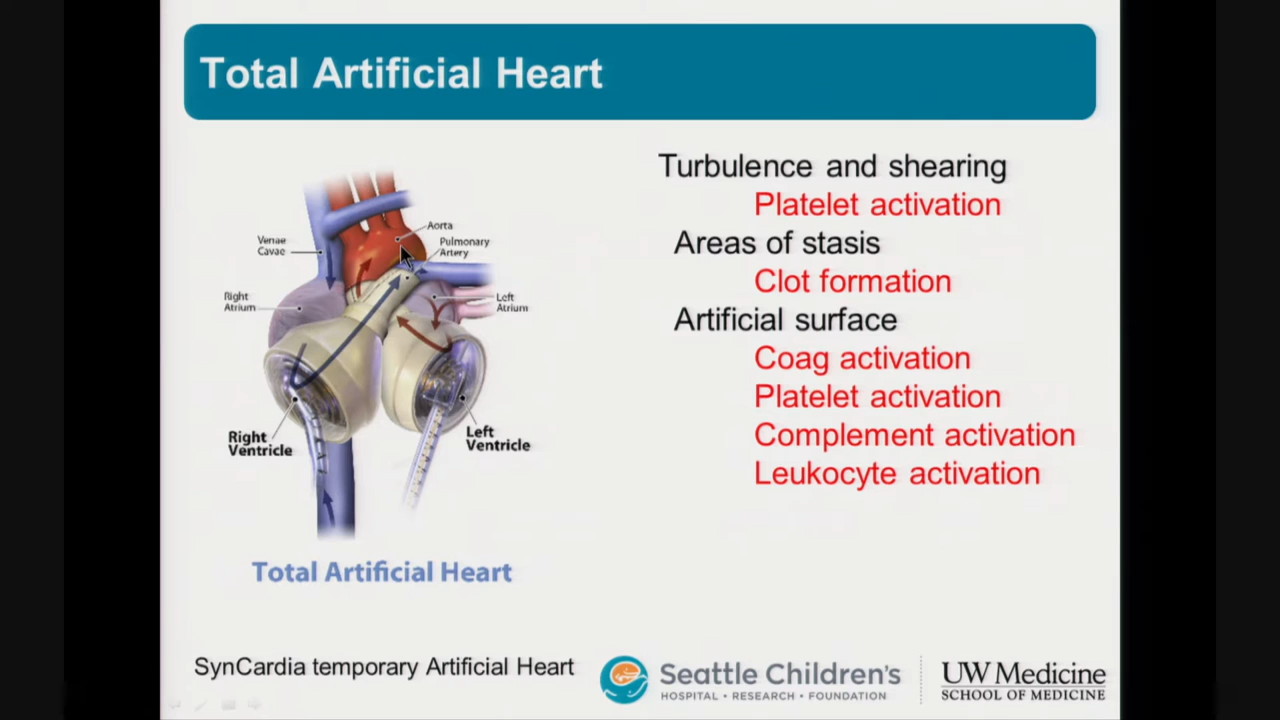 Total Artificial Heart
Aorta
Pulmonary
Artery
Venae
Cavae
Right
Atrium
Left
Atrium
Right
Ventricle
Left
Ventricle
Total Artificial Heart
Turbulence and shearing
Platelet activation
Areas of stasis
Clot formation
Artificial surface
Coag activation
Platelet activation
Complement activation
Leukocyte activation
SynCardia temporary Artificial Heart
Seattle Children's
HOSPITAL • RESEARCH • FOUNDATION
UW Medicine
SCHOOL OF MEDICINE